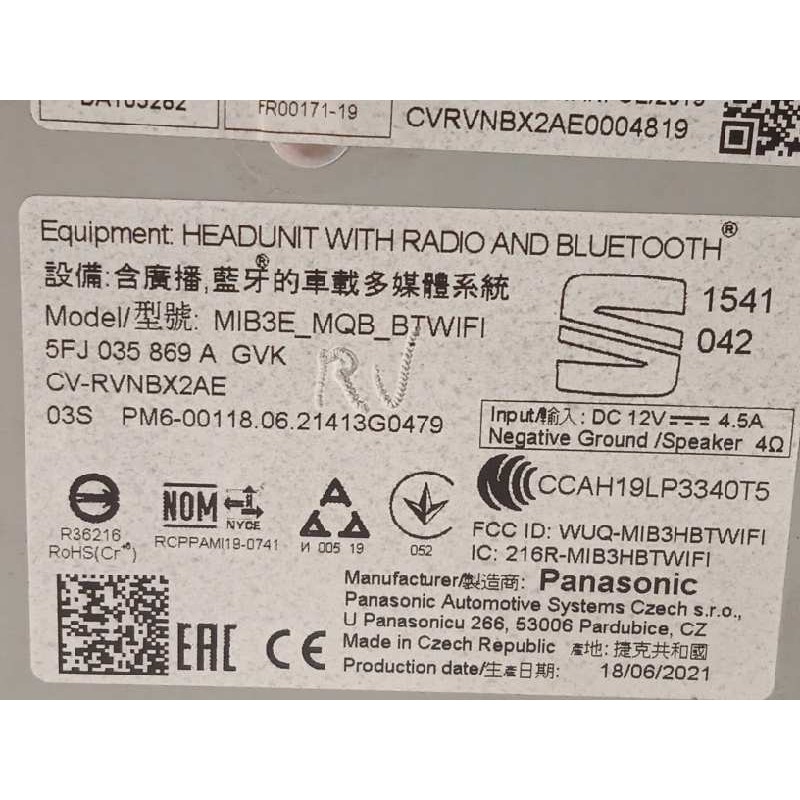 FR00171-19
CVRVNBX2AE0004819
Equipment: HEADUNIT WITH RADIO AND BLUETOOTH®
設備:含廣播,藍牙®的車載多媒體系統
Model/型號: MIB3E_MQB_BTWIFI
5FJ 035 869 A GVK
CV-RVNBX2AE
03S PM6-00118.06.21413G0479
RV
1541
042
Input/輸入: DC 12V 4.5A
Negative Ground /Speaker 4Ω
CCAH19LP3340T5
R36216
RoHS(Cr⁺⁶)
NOM
NYCE
RCPPAMI19-0741
И 005 19
052
FCC ID: WUQ-MIB3HBTWIFI
IC: 216R-MIB3HBTWIFI
Manufacturer/製造商: Panasonic
Panasonic Automotive Systems Czech s.r.o.,
U Panasonicu 266, 53006 Pardubice, CZ
Made in Czech Republic 產地: 捷克共和國
Production date/生產日期: 18/06/2021
EAC CE